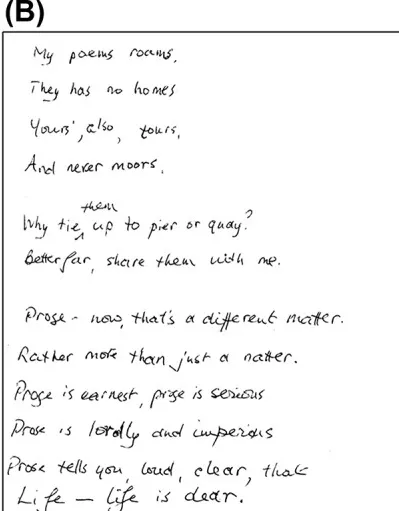 (B)
My poems roams,
They has no homes
Yours', also, tours,
And never moors.
Why tie them up to pier or quay?
Better far, share them with me.
Prose - now, that's a different matter.
Rather more than just a natter.
Prose is earnest, prose is serious
Prose is lordly and imperious
Prose tells you, loud, clear, that
Life — life is dear.